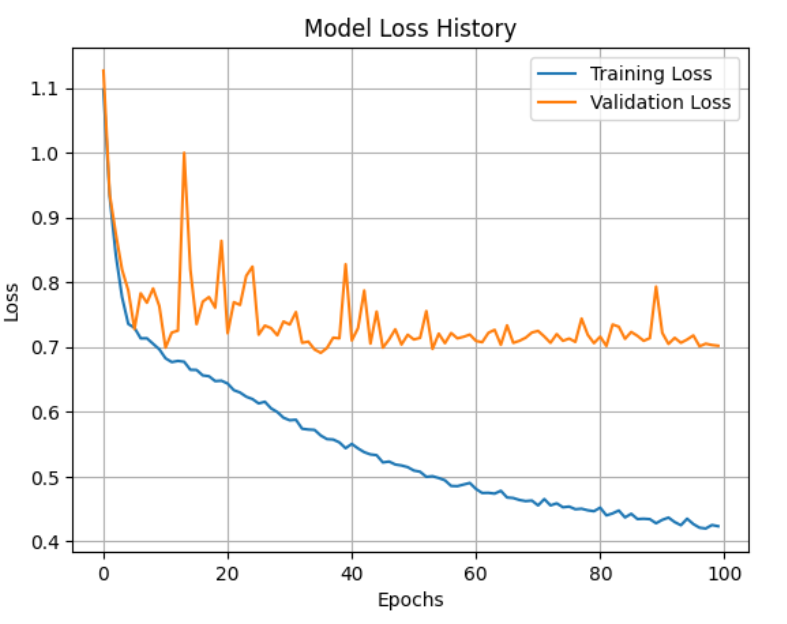 Model Loss History
Training Loss
Validation Loss
Loss
1.1
1.0
0.9
0.8
0.7
0.6
0.5
0.4
0 20 40 60 80 100
Epochs